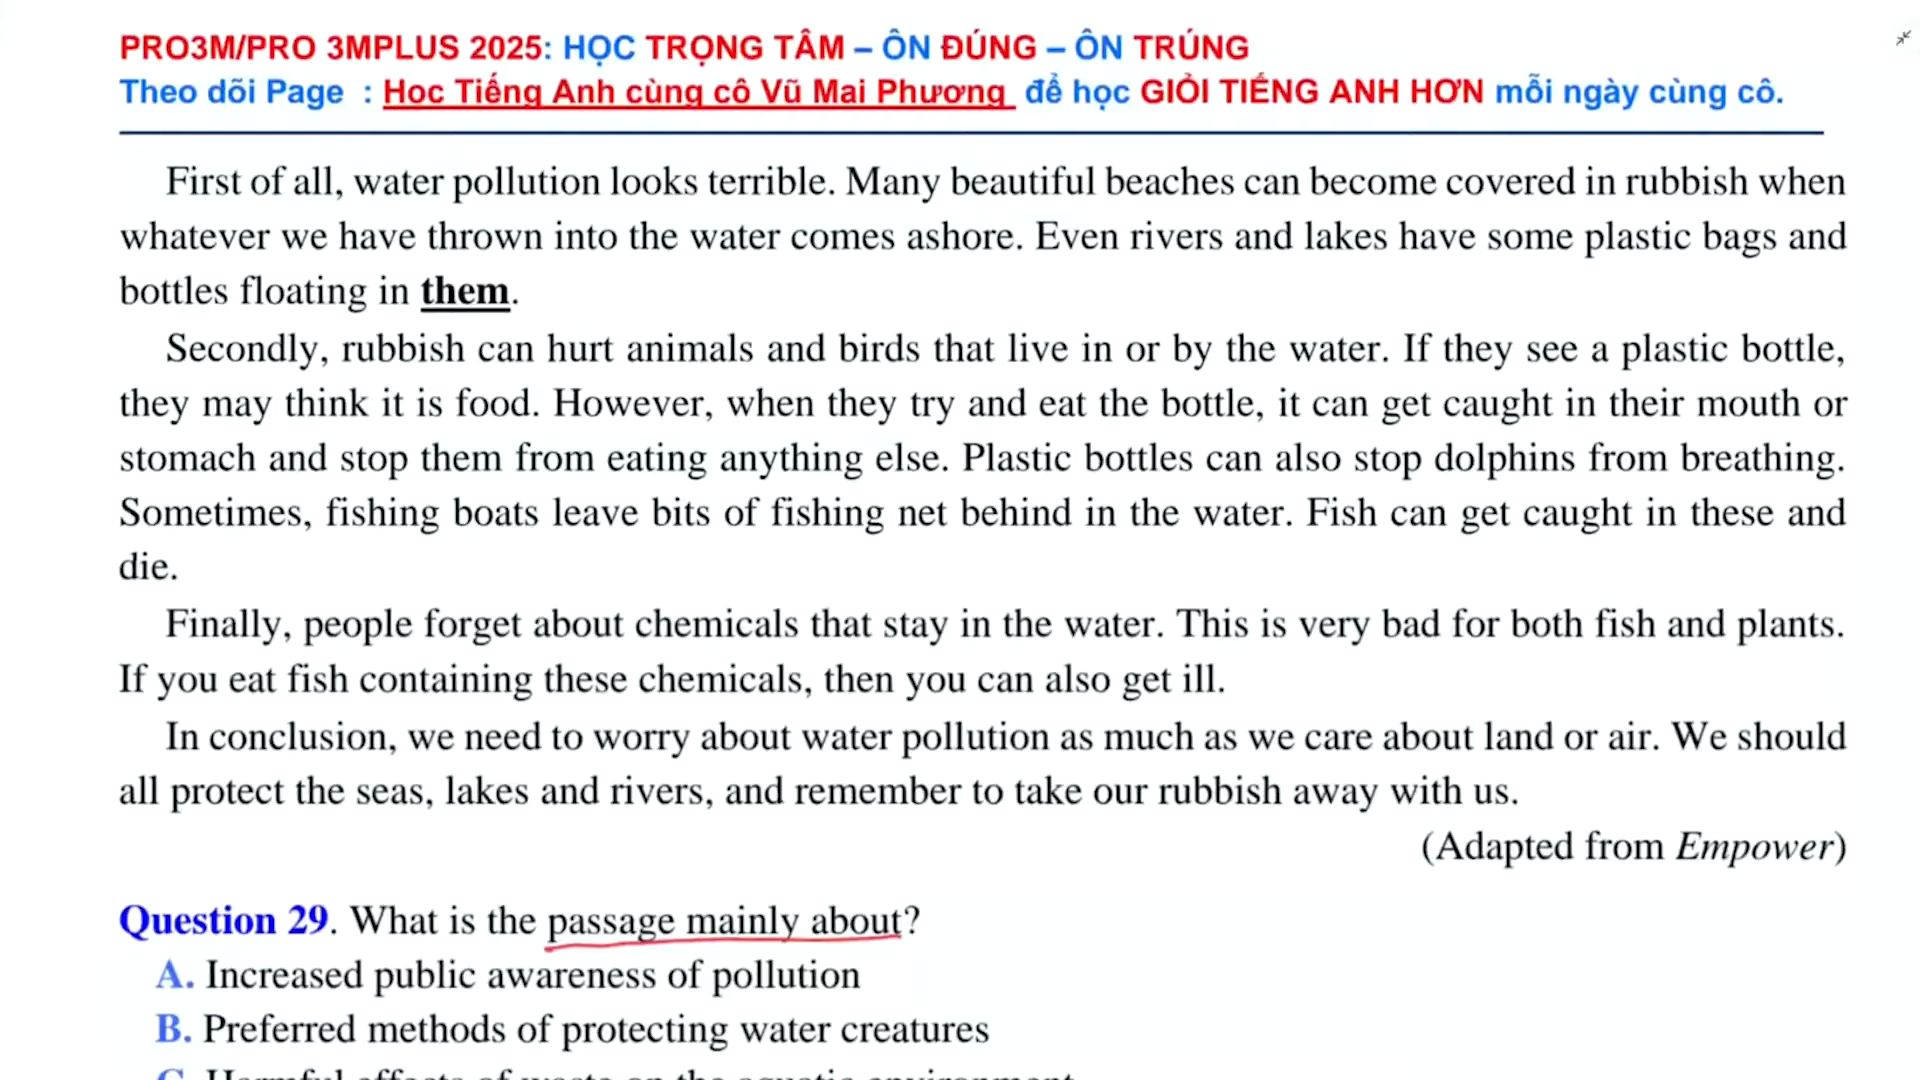 PRO3M/PRO 3MPLUS 2025: HỌC TRỌNG TÂM – ÔN ĐÚNG – ÔN TRÚNG
Theo dõi Page : Học Tiếng Anh cùng cô Vũ Mai Phương để học GIỎI TIẾNG ANH HƠN mỗi ngày cùng cô.
First of all, water pollution looks terrible. Many beautiful beaches can become covered in rubbish when
whatever we have thrown into the water comes ashore. Even rivers and lakes have some plastic bags and
bottles floating in them.
Secondly, rubbish can hurt animals and birds that live in or by the water. If they see a plastic bottle,
they may think it is food. However, when they try and eat the bottle, it can get caught in their mouth or
stomach and stop them from eating anything else. Plastic bottles can also stop dolphins from breathing.
Sometimes, fishing boats leave bits of fishing net behind in the water. Fish can get caught in these and
die.
Finally, people forget about chemicals that stay in the water. This is very bad for both fish and plants.
If you eat fish containing these chemicals, then you can also get ill.
In conclusion, we need to worry about water pollution as much as we care about land or air. We should
all protect the seas, lakes and rivers, and remember to take our rubbish away with us.
(Adapted from Empower)
Question 29. What is the passage mainly about?
A. Increased public awareness of pollution
B. Preferred methods of protecting water creatures
C. Harmful effects of waste on the aquatic environment